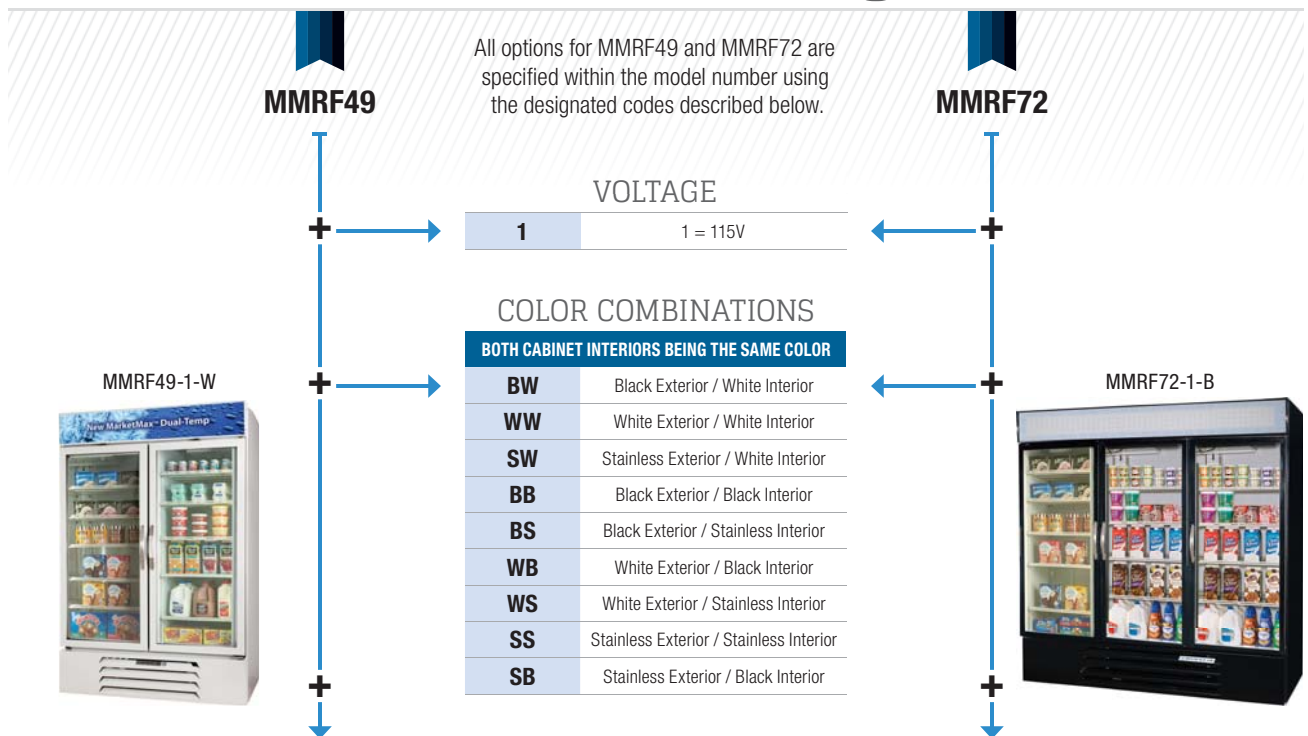 All options for MMRF49 and MMRF72 are
specified within the model number using
the designated codes described below.
MMRF49
MMRF72
VOLTAGE
1 1 = 115V
COLOR COMBINATIONS
BOTH CABINET INTERIORS BEING THE SAME COLOR
BW Black Exterior / White Interior
WW White Exterior / White Interior
SW Stainless Exterior / White Interior
BB Black Exterior / Black Interior
BS Black Exterior / Stainless Interior
WB White Exterior / Black Interior
WS White Exterior / Stainless Interior
SS Stainless Exterior / Stainless Interior
SB Stainless Exterior / Black Interior
MMRF49-1-W
New MarketMax™ Dual-Temp
MMRF72-1-B